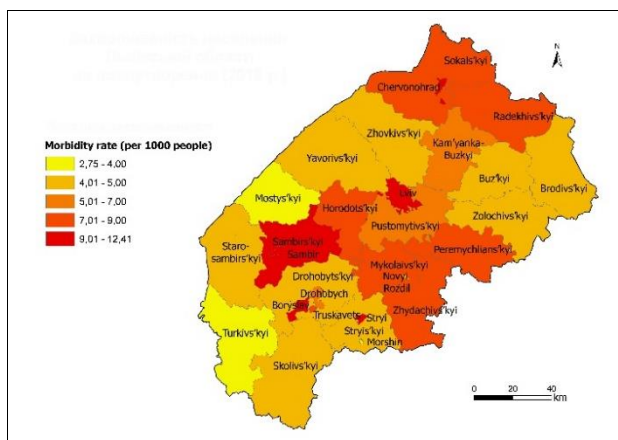 N
Morbidity rate (per 1000 people)
2,75 - 4,00
4,01 - 5,00
5,01 - 7,00
7,01 - 9,00
9,01 - 12,41
Sokals'kyi
Chervonohrad
Radekhivs'kyi
Zhovkivs'kyi
Kam'yanka-
Buzkyi
Yavorivs'kyi
Buz'kyi
Brodivs'kyi
Lviv
Mostys'kyi
Horodots'kyi
Zolochivs'kyi
Pustomytivs'kyi
Sambirs'kyi
Sambir
Staro-
sambirs'kyi
Peremychlians'kyi
Mykolaivs'kyi
Novyi
Rozdil
Drohobyts'kyi
Drohobych
Boryslav
Truskavets
Stryi
Zhydachivs'kyi
Turkivs'kyi
Stryis'kyi
Morshin
Skolivs'kyi
0 20 40
km